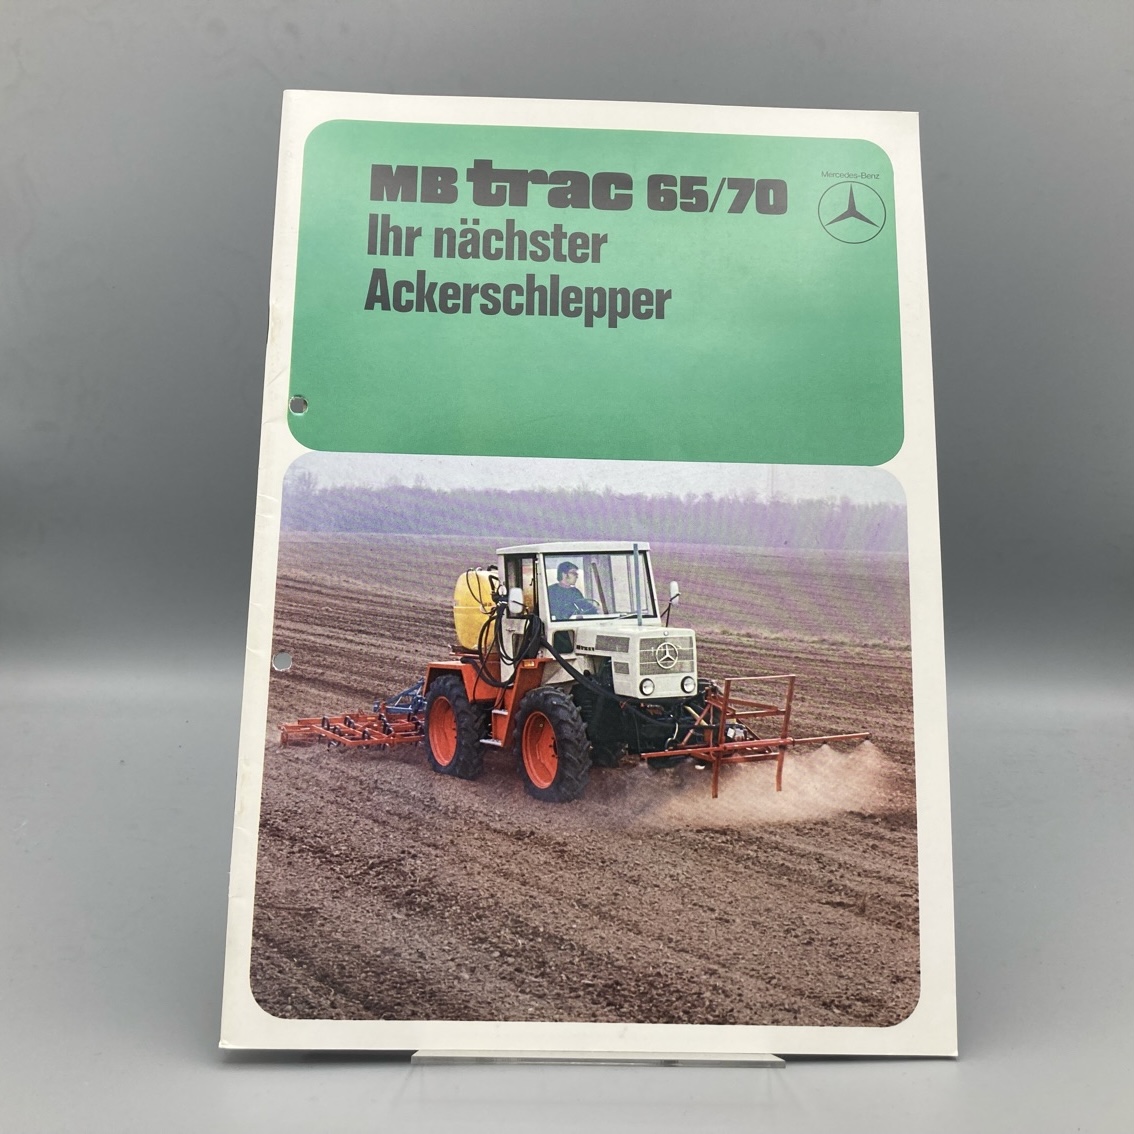 MB trac 65/70
Ihr nächster
Ackerschlepper
Mercedes-Benz